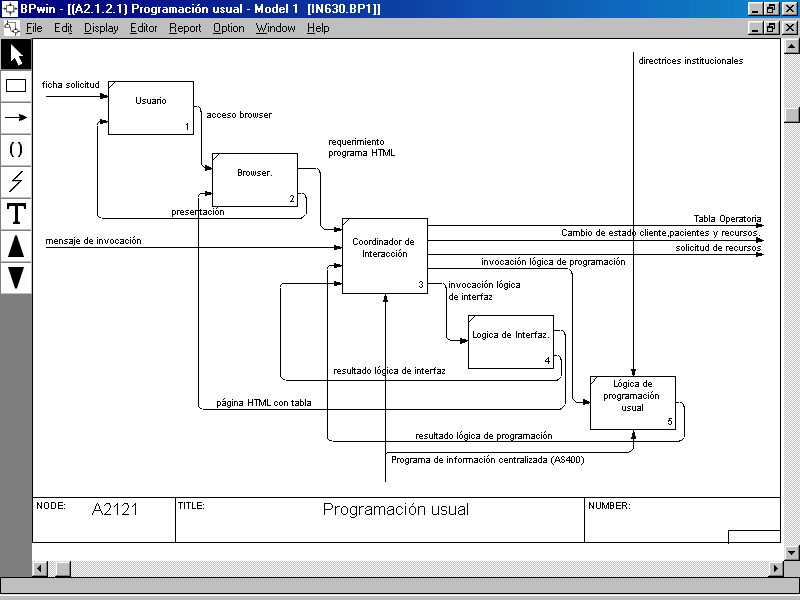 BPwin - [(A2.1.2.1) Programación usual - Model 1 [IN630.BP1]]
File Edit Display Editor Report Option Window Help
directrices institucionales
ficha solicitud
Usuario
1
acceso browser
requerimiento
programa HTML
Browser.
2
presentación
Tabla Operatoria
Cambio de estado cliente,pacientes y recursos.
mensaje de invocación
Coordinador de
Interacción
3
solicitud de recursos
invocación lógica de programación
invocación lógica
de interfaz
Logica de Interfaz.
4
resultado lógica de interfaz
Lógica de
programación
usual
5
página HTML con tabla
resultado lógica de programación
Programa de información centralizada (AS400)
NODE: A2121
TITLE: Programación usual
NUMBER:
T